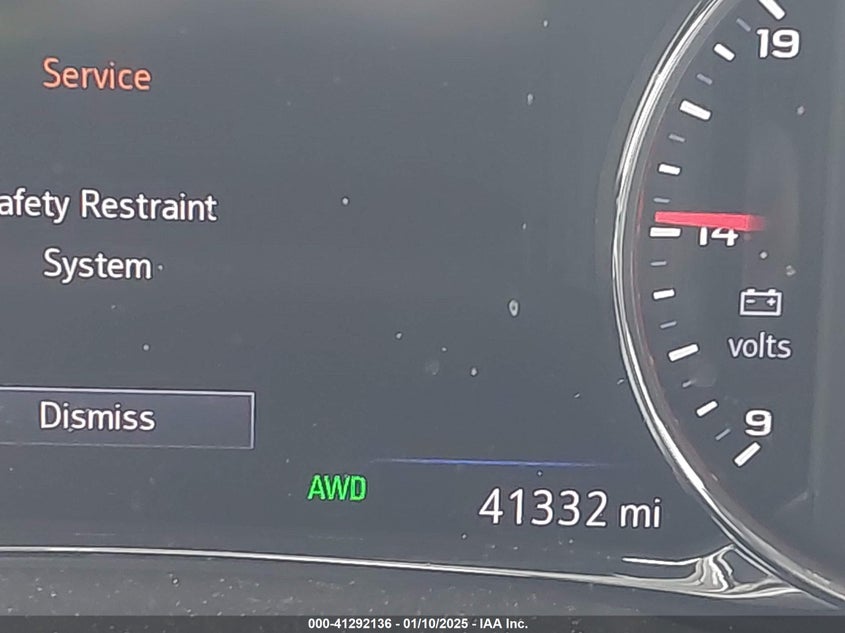 Service
afety Restraint
System
Dismiss
AWD
41332 mi
19
14
volts
9
000-41292136 - 01/10/2025 - IAA Inc.